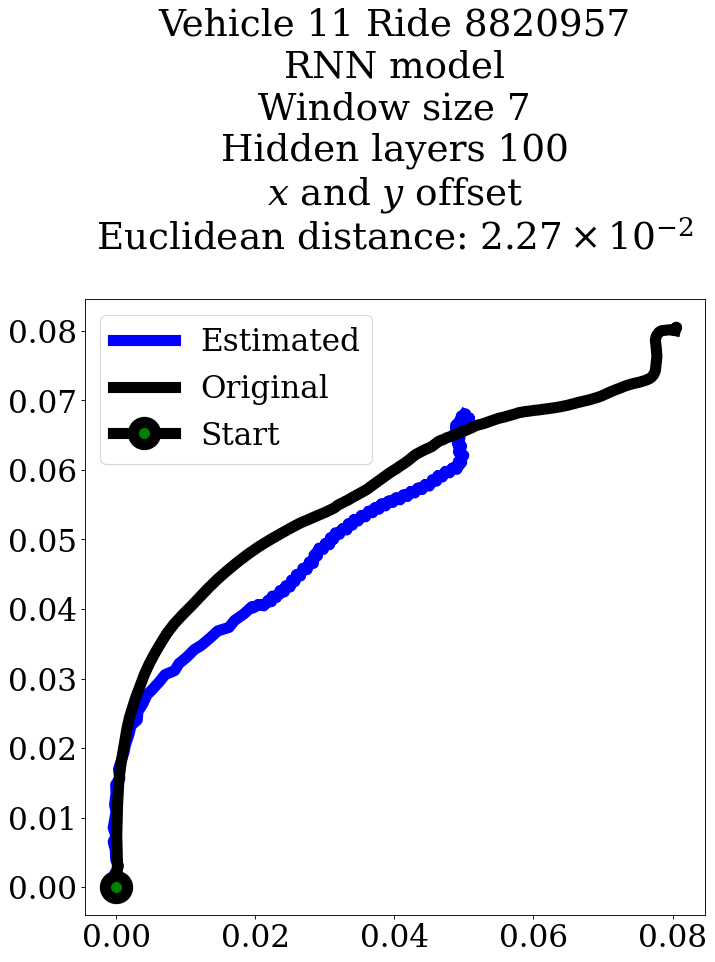 Vehicle 11 Ride 8820957
RNN model
Window size 7
Hidden layers 100
x and y offset
Euclidean distance: 2.27 × 10⁻²
Estimated
Original
Start
0.08
0.07
0.06
0.05
0.04
0.03
0.02
0.01
0.00
0.00 0.02 0.04 0.06 0.08